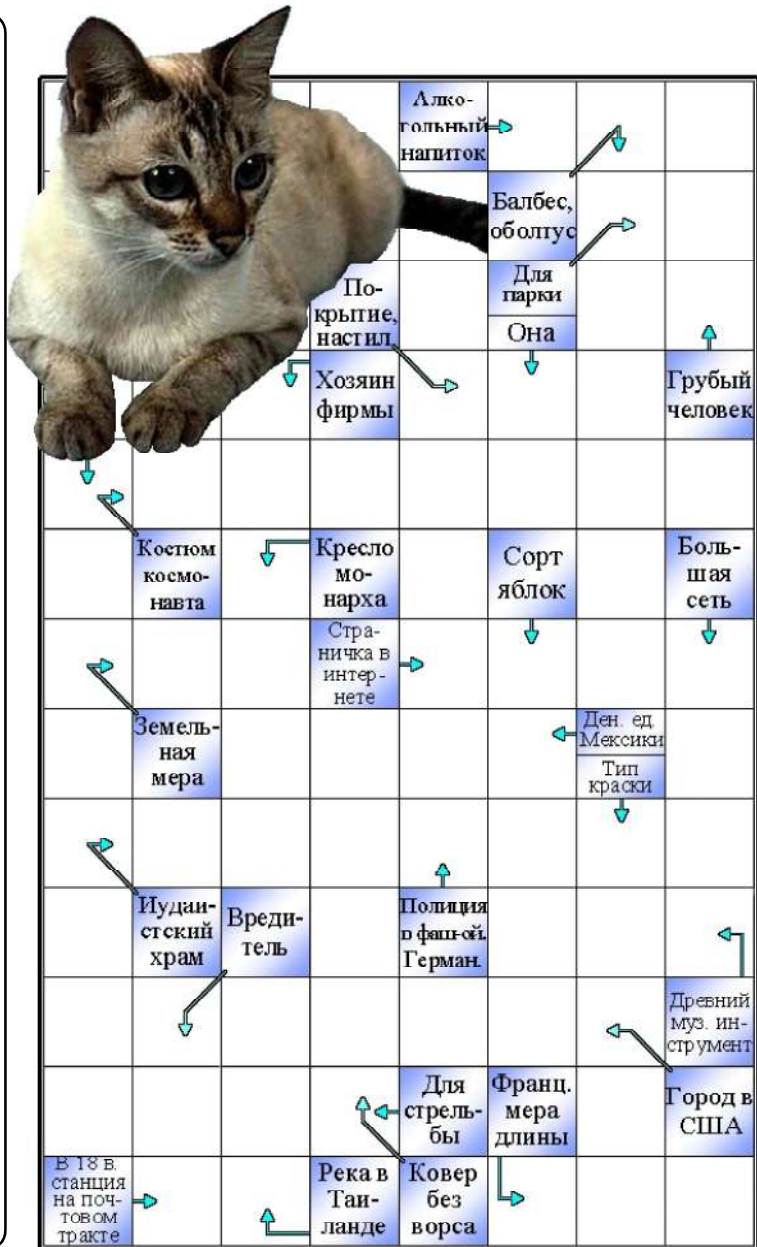 Алко-
гольный
напиток
Балбес,
оболтус
По-
крытие,
настил
Для
парки
Она
Хозяин
фирмы
Грубый
человек
Костюм
космо-
навта
Кресло
мо-
нарха
Сорт
яблок
Боль-
шая
сеть
Стра-
ничка в
интер-
нете
Земель-
ная
мера
Ден. ед.
Мексики
Тип
краски
Иудаи-
стский
храм
Вреди-
тель
Полиция
в фаш-ой.
Герман.
Древний
муз. ин-
струмент
Для
стрель-
бы
Франц.
мера
длины
Город в
США
В 18 в.
станция
на поч-
товом
тракте
Река в
Таи-
ланде
Ковер
без
ворса